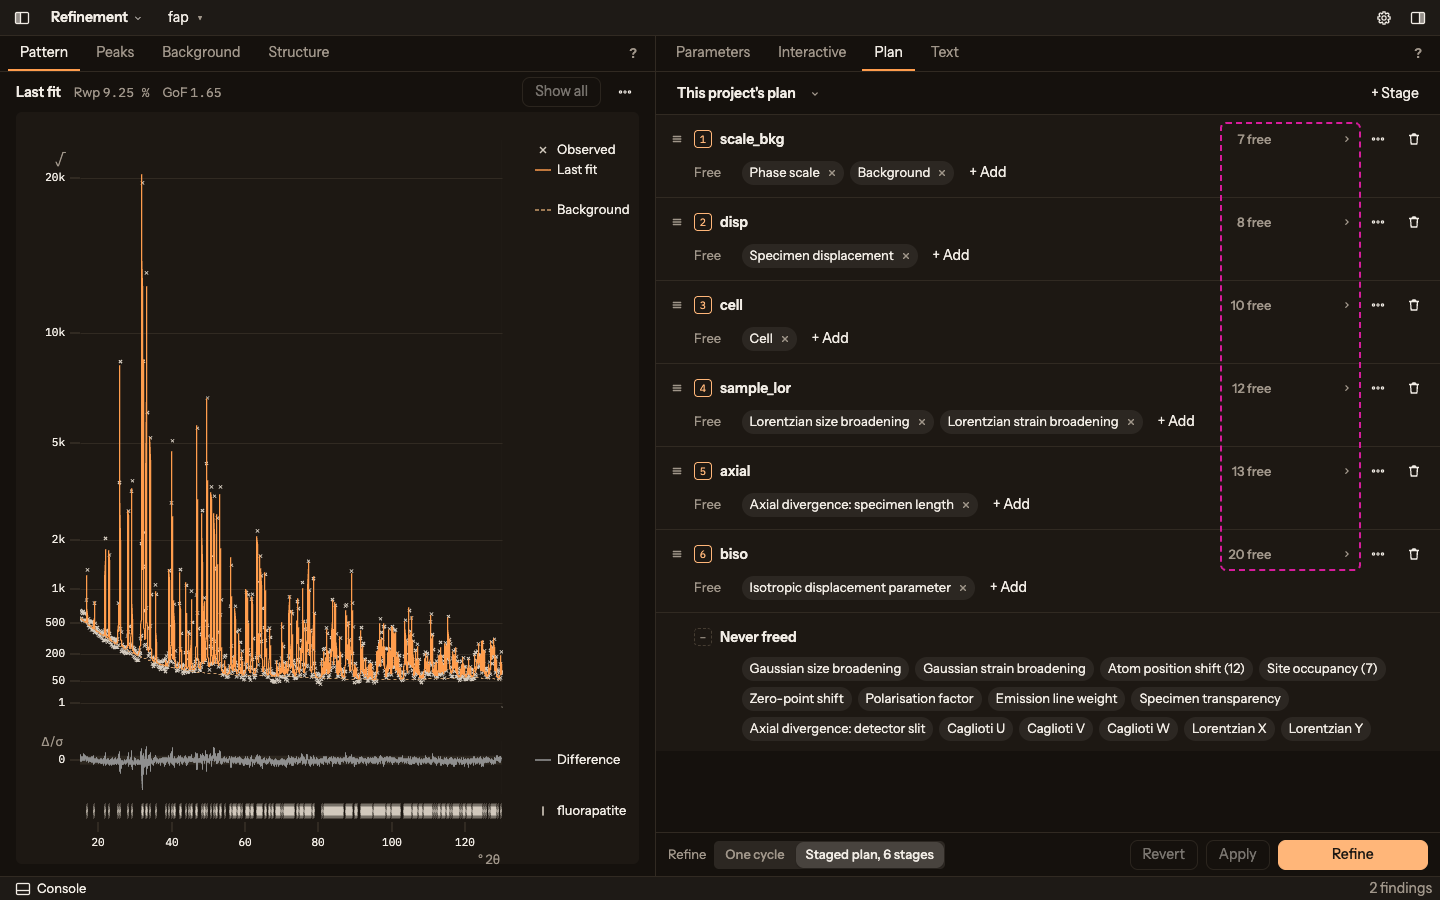 Refinement fap
Pattern Peaks Background Structure ?
Parameters Interactive Plan Text ?
Last fit Rwp 9.25 % GoF 1.65 Show all
This project's plan + Stage
√
20k
10k
5k
2k
1k
500
200
50
1
Δ/σ
0
20 40 60 80 100 120
°2θ
× Observed
Last fit
Background
Difference
fluorapatite
1 scale_bkg 7 free
Free Phase scale × Background × + Add
2 disp 8 free
Free Specimen displacement × + Add
3 cell 10 free
Free Cell × + Add
4 sample_lor 12 free
Free Lorentzian size broadening × Lorentzian strain broadening × + Add
5 axial 13 free
Free Axial divergence: specimen length × + Add
6 biso 20 free
Free Isotropic displacement parameter × + Add
– Never freed
Gaussian size broadening Gaussian strain broadening Atom position shift (12) Site occupancy (7)
Zero-point shift Polarisation factor Emission line weight Specimen transparency
Axial divergence: detector slit Caglioti U Caglioti V Caglioti W Lorentzian X Lorentzian Y
Refine One cycle Staged plan, 6 stages Revert Apply Refine
Console 2 findings